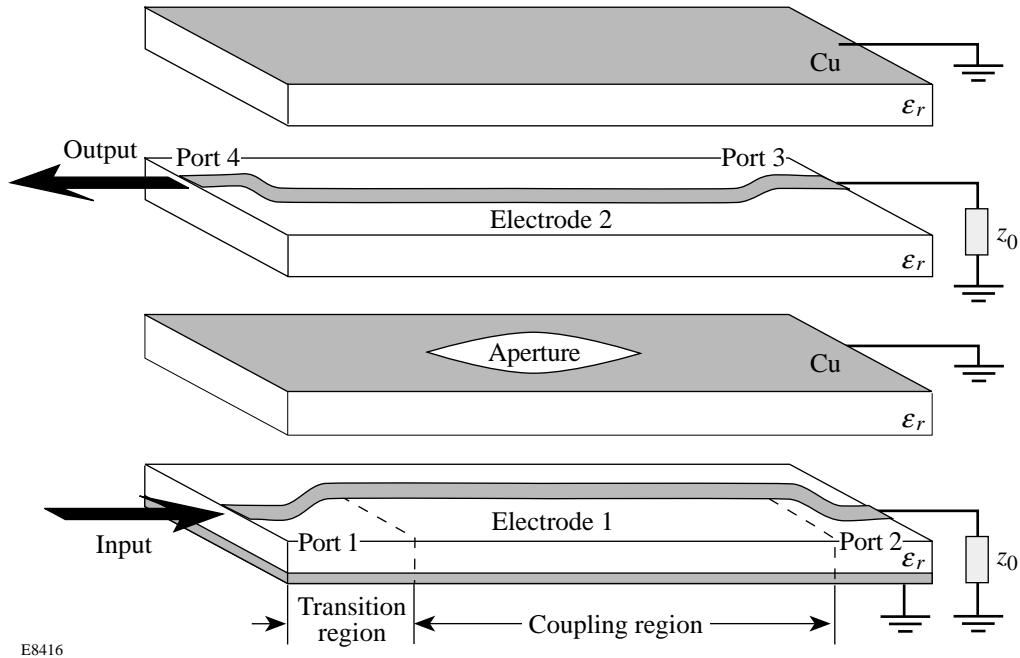 Cu
εr
Output
Port 4
Port 3
Electrode 2
z0
εr
Aperture
Cu
εr
Input
Electrode 1
Port 1
Port 2
εr
z0
Transition
region
Coupling region
E8416